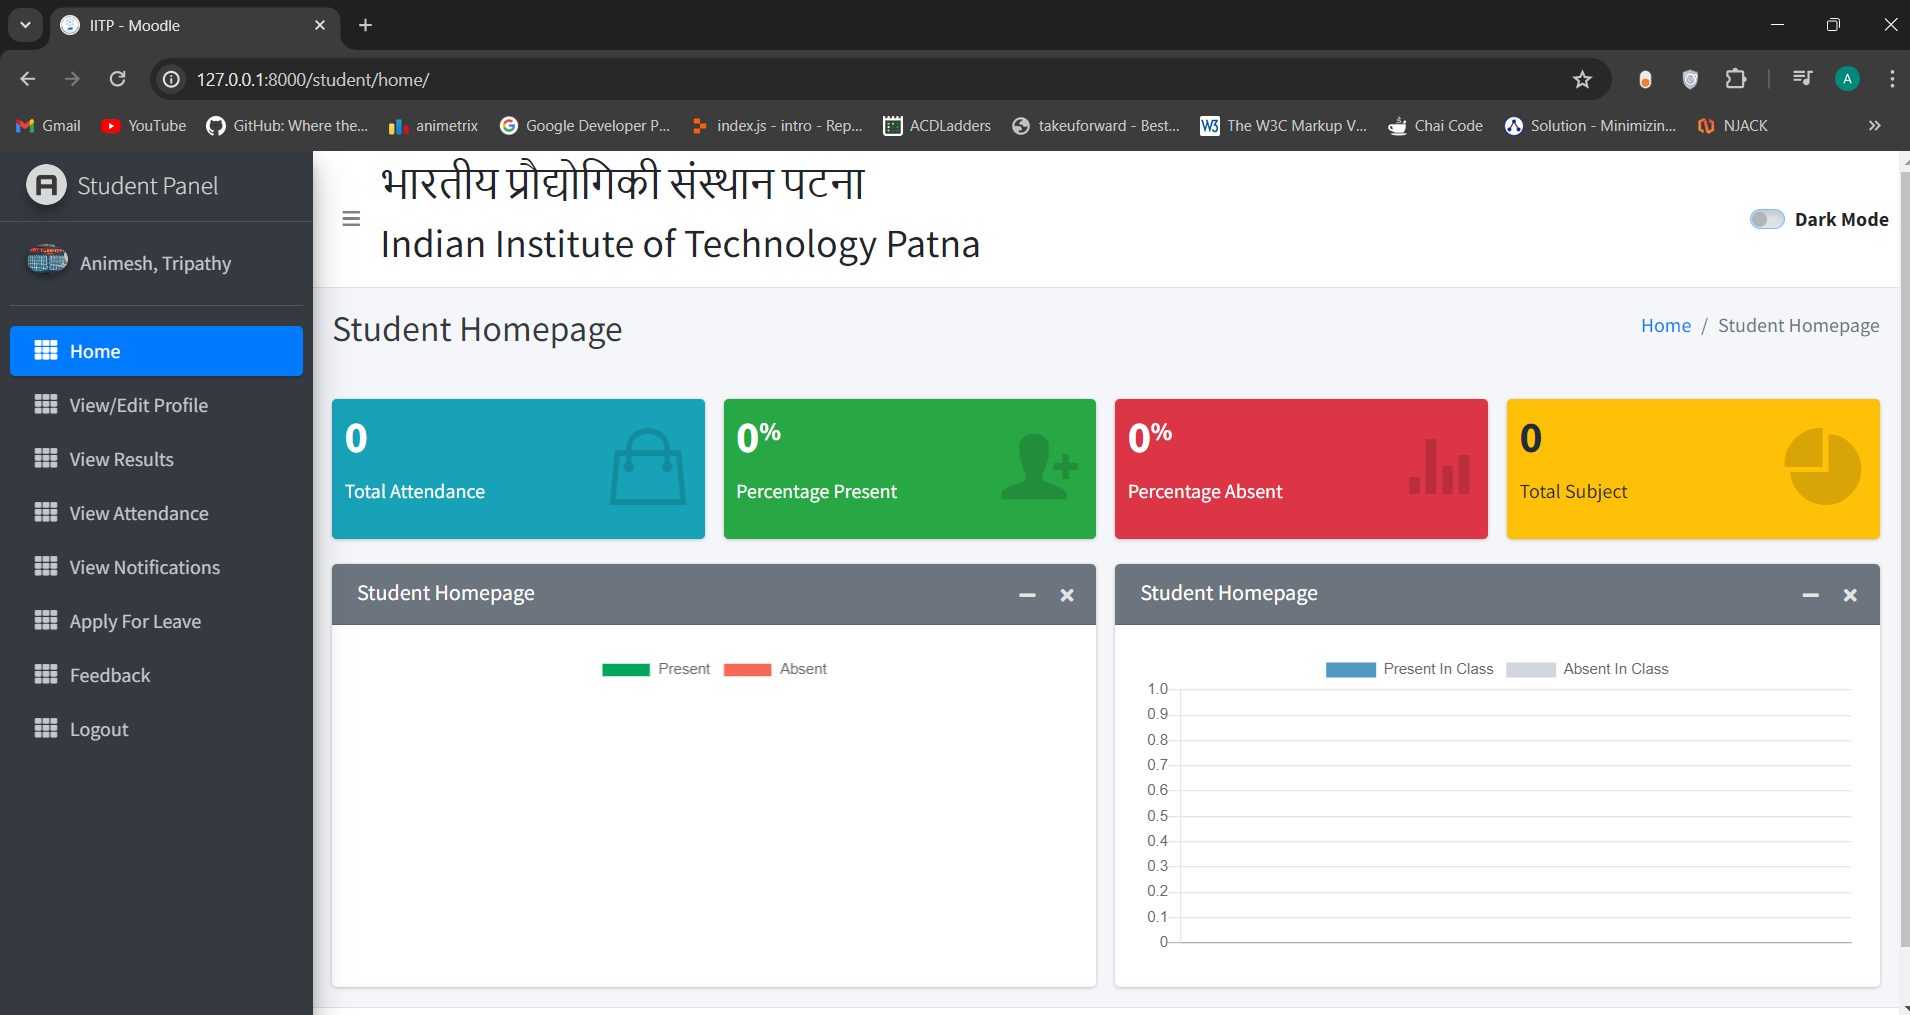 IITP - Moodle
127.0.0.1:8000/student/home/
A
Gmail
YouTube
GitHub: Where the...
animetrix
Google Developer P...
index.js - intro - Rep...
ACDLadders
takeuforward - Best...
W3 The W3C Markup V...
Chai Code
Solution - Minimizin...
NJACK
Student Panel
Animesh, Tripathy
Home
View/Edit Profile
View Results
View Attendance
View Notifications
Apply For Leave
Feedback
Logout
भारतीय प्रौद्योगिकी संस्थान पटना
Indian Institute of Technology Patna
Dark Mode
Student Homepage
Home / Student Homepage
0
Total Attendance
0%
Percentage Present
0%
Percentage Absent
0
Total Subject
Student Homepage
Present Absent
Student Homepage
Present In Class Absent In Class
1.0
0.9
0.8
0.7
0.6
0.5
0.4
0.3
0.2
0.1
0